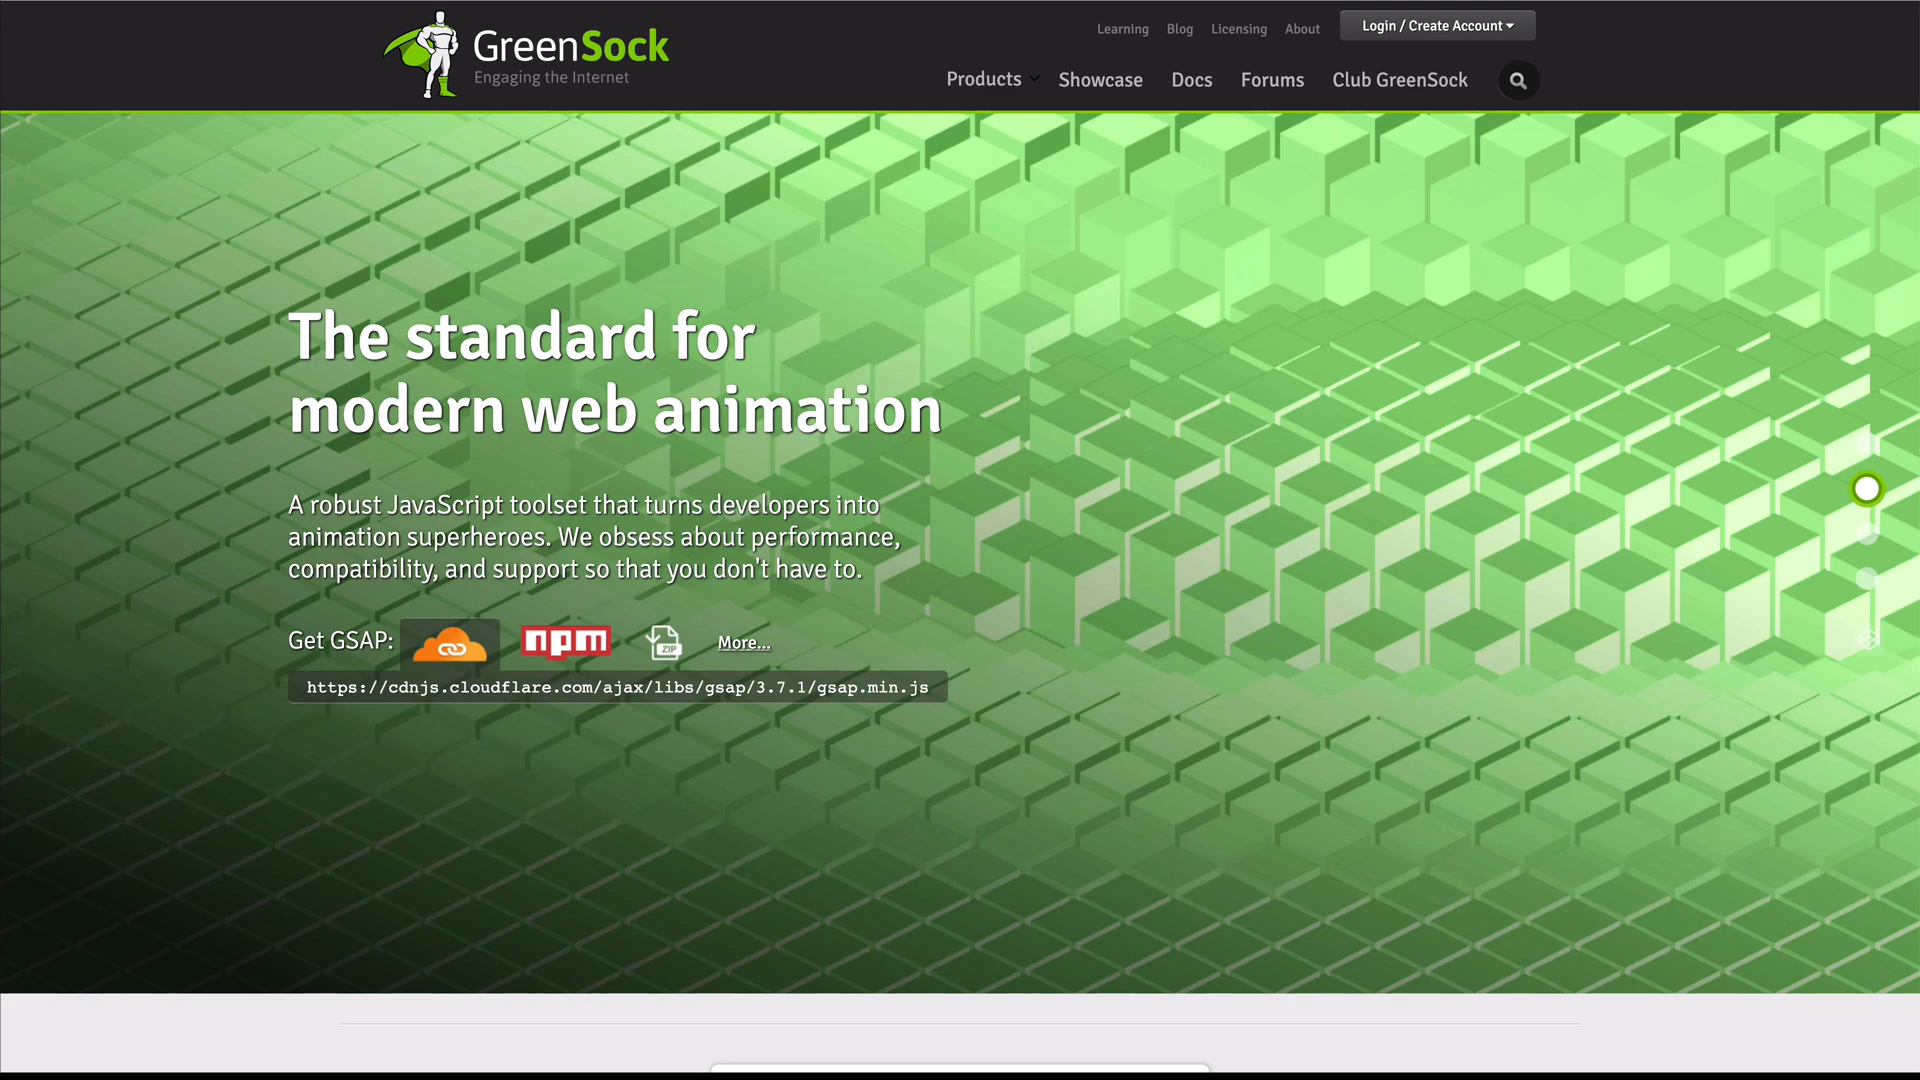 GreenSock
Engaging the Internet
Learning Blog Licensing About Login / Create Account
Products Showcase Docs Forums Club GreenSock
The standard for
modern web animation
A robust JavaScript toolset that turns developers into
animation superheroes. We obsess about performance,
compatibility, and support so that you don't have to.
Get GSAP: npm ZIP More...
https://cdnjs.cloudflare.com/ajax/libs/gsap/3.7.1/gsap.min.js